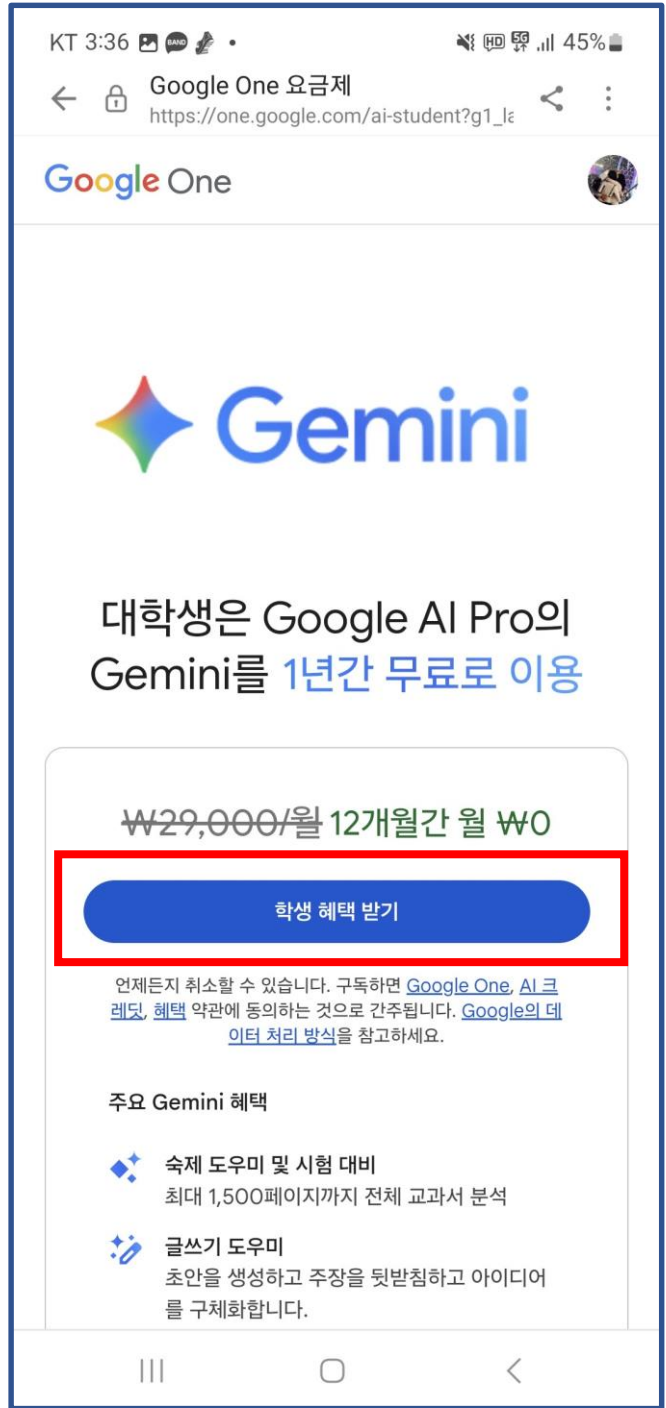 KT 3:36 BAND HD 5G 45%
Google One 요금제
https://one.google.com/ai-student?g1_la
Google One
Gemini
대학생은 Google AI Pro의
Gemini를 1년간 무료로 이용
₩29,000/월 12개월간 월 ₩0
학생 혜택 받기
언제든지 취소할 수 있습니다. 구독하면 Google One, AI 크
레딧, 혜택 약관에 동의하는 것으로 간주됩니다. Google의 데
이터 처리 방식을 참고하세요.
주요 Gemini 혜택
숙제 도우미 및 시험 대비
최대 1,500페이지까지 전체 교과서 분석
글쓰기 도우미
초안을 생성하고 주장을 뒷받침하고 아이디어
를 구체화합니다.